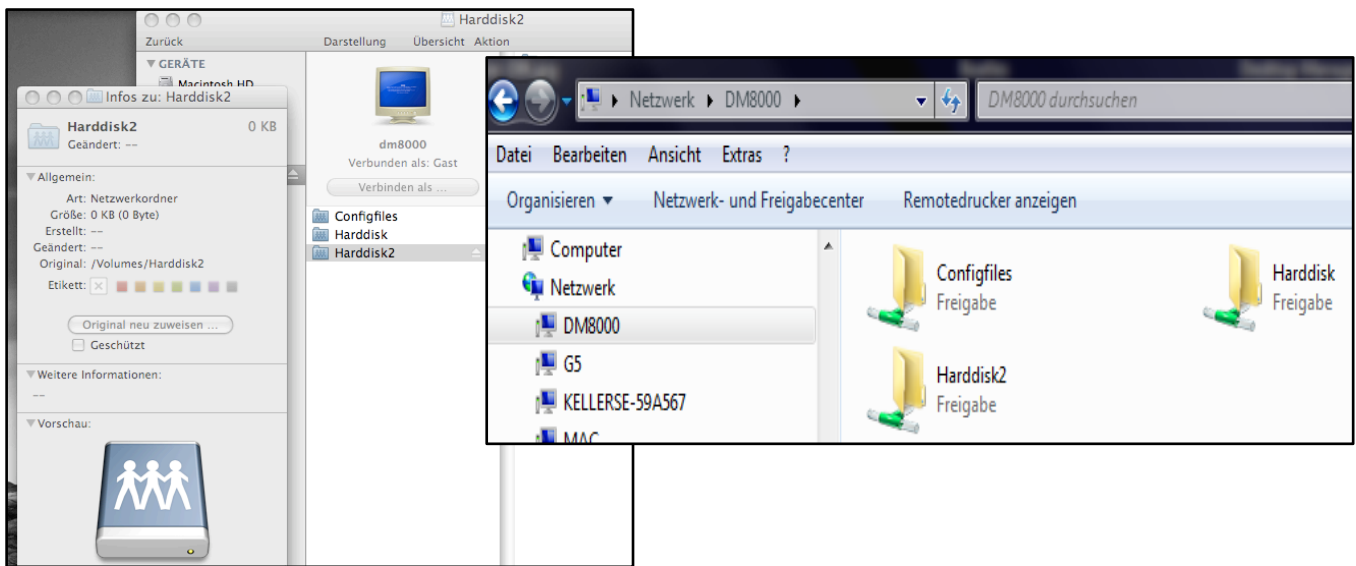 Harddisk2
Zurück Darstellung Übersicht Aktion
GERÄTE
Macintosh HD
Infos zu: Harddisk2
Harddisk2 0 KB
Geändert: --
Allgemein:
Art: Netzwerkordner
Größe: 0 KB (0 Byte)
Erstellt: --
Geändert: --
Original: /Volumes/Harddisk2
Etikett:
Original neu zuweisen ...
Geschützt
Weitere Informationen:
--
Vorschau:
dm8000
Verbunden als: Gast
Verbinden als ...
Configfiles
Harddisk
Harddisk2
Netzwerk DM8000
DM8000 durchsuchen
Datei Bearbeiten Ansicht Extras ?
Organisieren Netzwerk- und Freigabecenter Remotedrucker anzeigen
Computer
Netzwerk
DM8000
G5
KELLERSE-59A567
MAC
Configfiles
Freigabe
Harddisk
Freigabe
Harddisk2
Freigabe